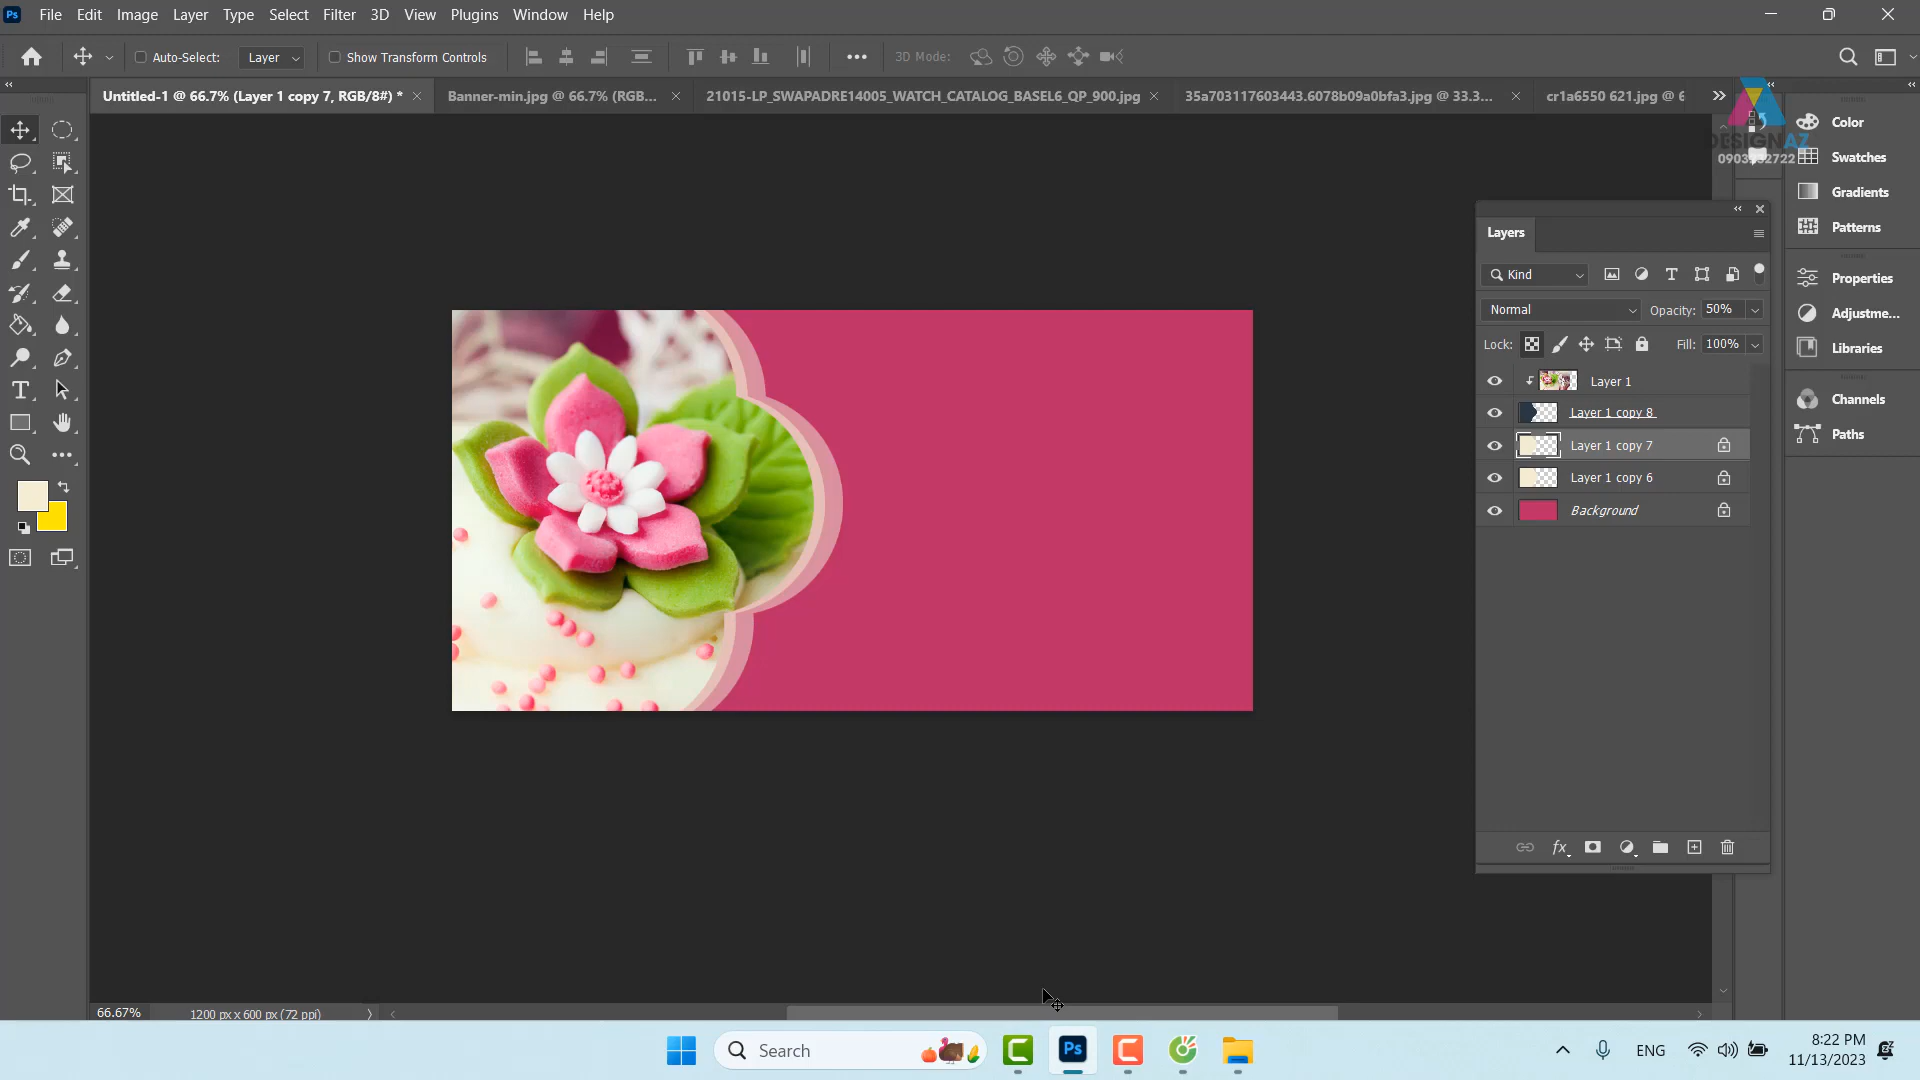 Ps File Edit Image Layer Type Select Filter 3D View Plugins Window Help
Auto-Select: Layer Show Transform Controls 3D Mode:
Untitled-1 @ 66.7% (Layer 1 copy 7, RGB/8#) * Banner-min.jpg @ 66.7% (RGB... 21015-LP_SWAPADRE14005_WATCH_CATALOG_BASEL6_QP_900.jpg 35a703117603443.6078b09a0bfa3.jpg @ 33.3... cr1a6550 621.jpg @ 6
DESIGNAZ
Color
Swatches
Gradients
Patterns
Properties
Adjustme...
Libraries
Channels
Paths
Layers
Kind
Normal Opacity: 50%
Lock: Fill: 100%
Layer 1
Layer 1 copy 8
Layer 1 copy 7
Layer 1 copy 6
Background
fx
66.67% 1200 px x 600 px (72 ppi)
Search Ps ENG 8:22 PM
11/13/2023